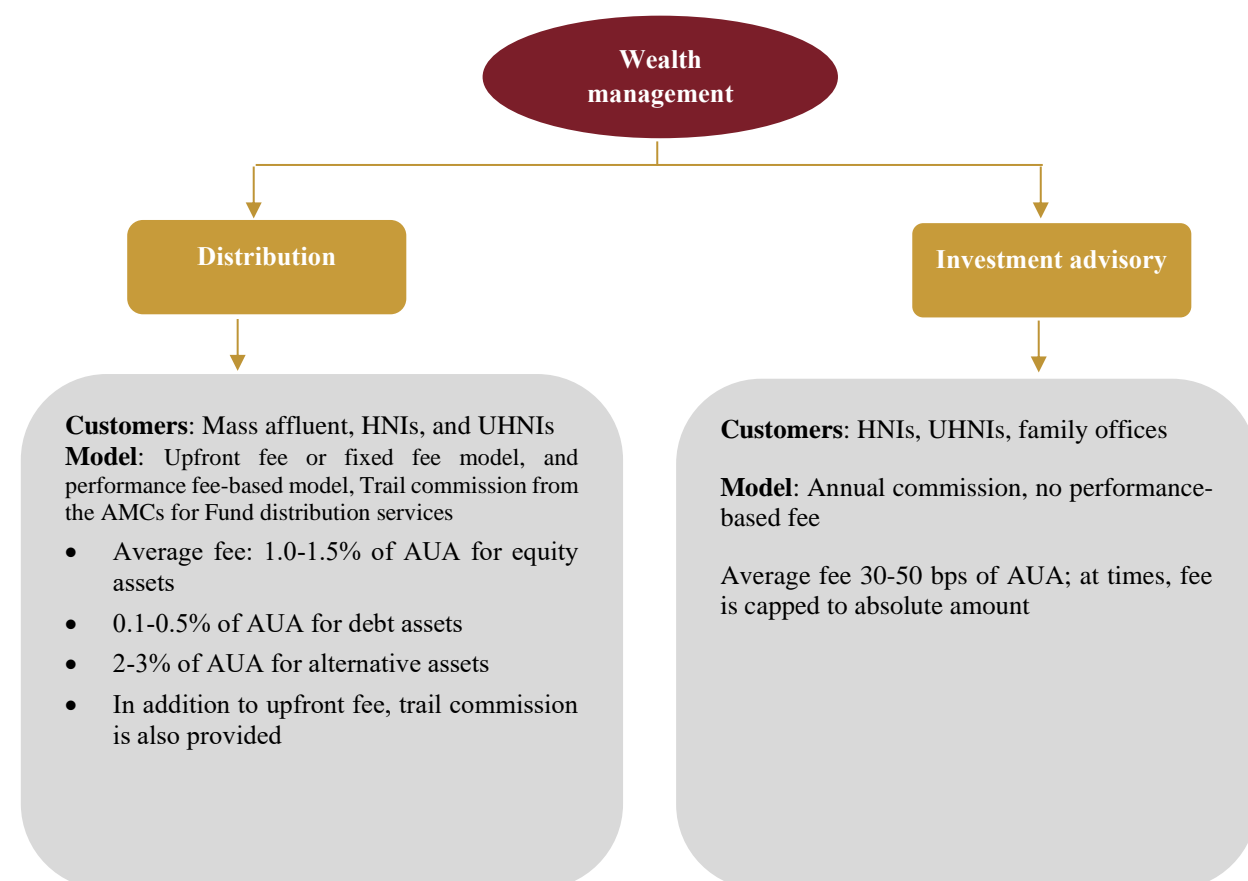 Wealth
management
Distribution
Investment advisory
Customers: Mass affluent, HNIs, and UHNIs
Model: Upfront fee or fixed fee model, and
performance fee-based model, Trail commission from
the AMCs for Fund distribution services
• Average fee: 1.0-1.5% of AUA for equity
assets
• 0.1-0.5% of AUA for debt assets
• 2-3% of AUA for alternative assets
• In addition to upfront fee, trail commission
is also provided
Customers: HNIs, UHNIs, family offices
Model: Annual commission, no performance-
based fee
Average fee 30-50 bps of AUA; at times, fee
is capped to absolute amount